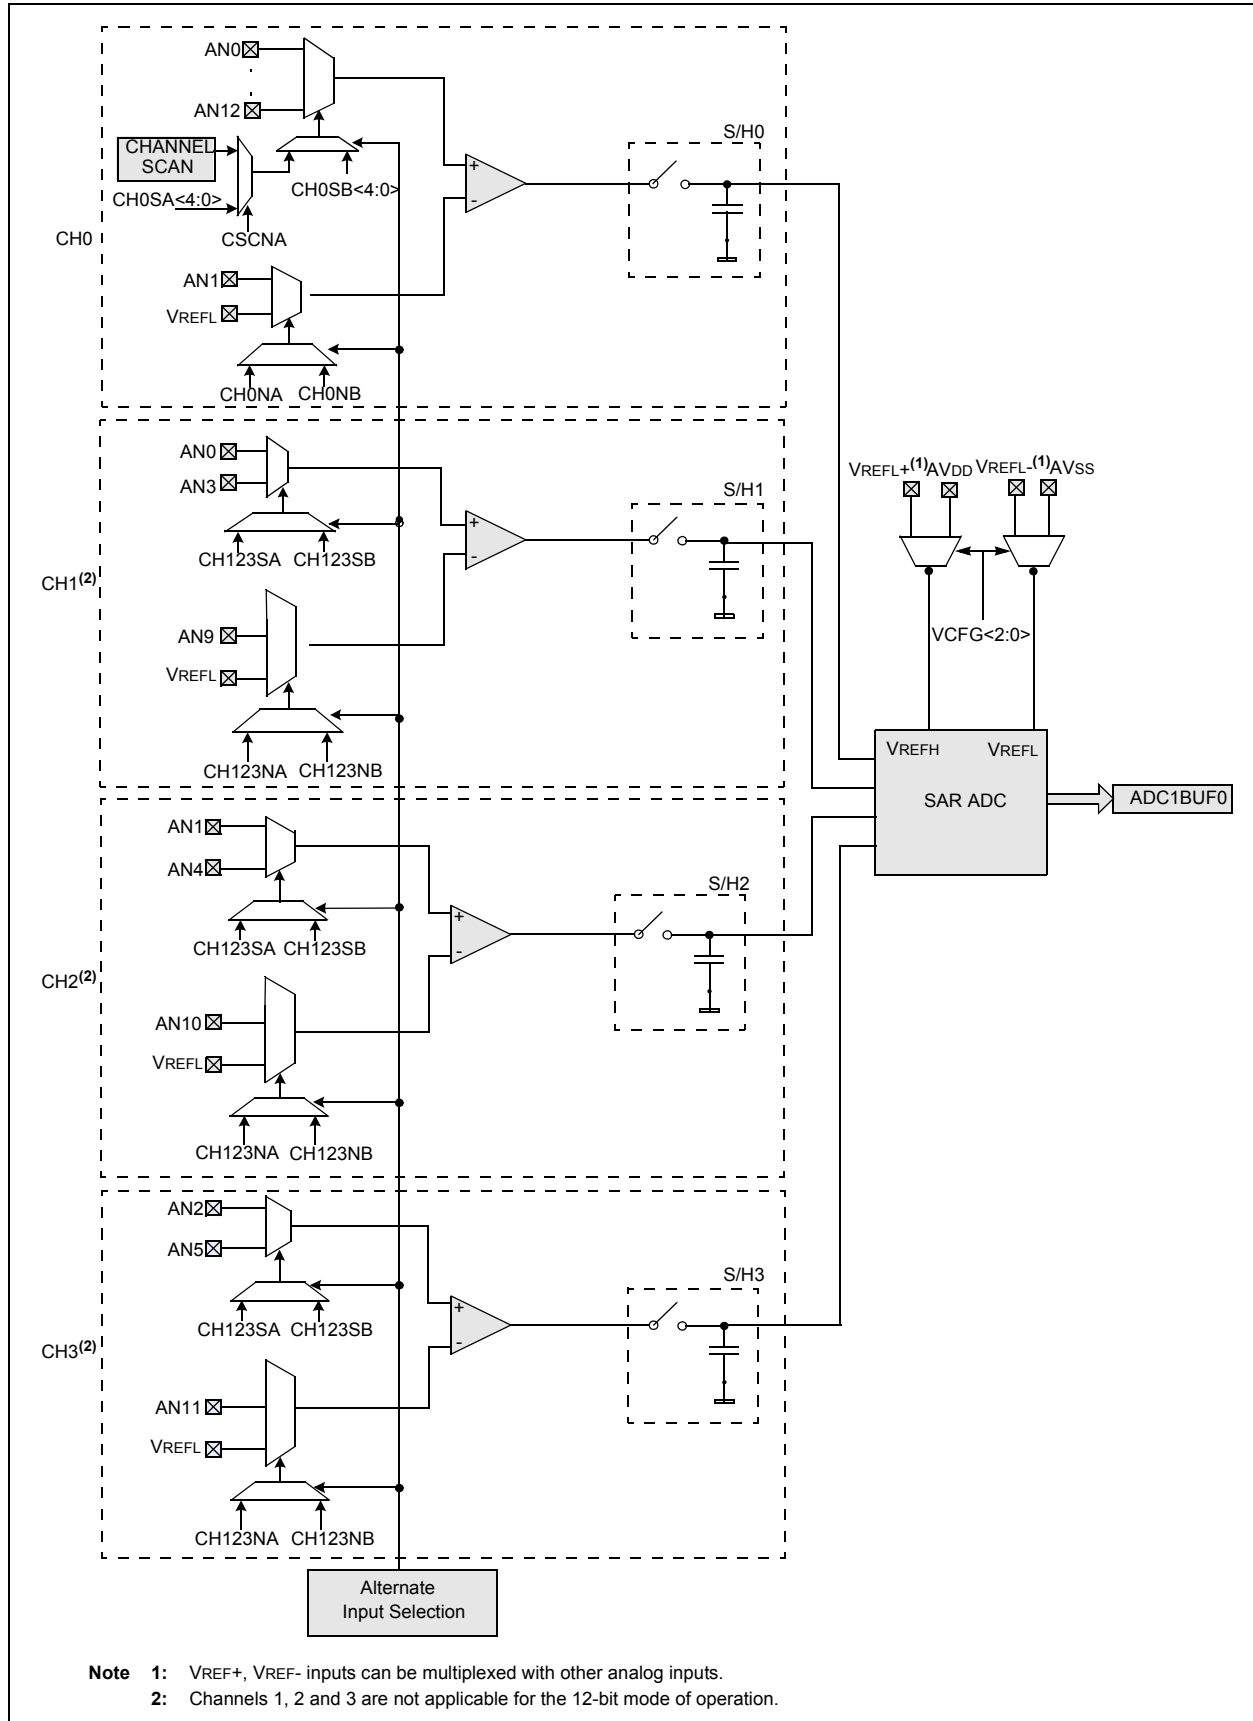 AN0
AN12
CHANNEL
SCAN
CH0SA<4:0>
CH0SB<4:0>
CSCNA
CH0
AN1
VREFL
CH0NA
CH0NB
+
-
S/H0
AN0
AN3
CH123SA
CH123SB
CH1(2)
AN9
VREFL
CH123NA
CH123NB
+
-
S/H1
VREFL+(1)
AVDD
VREFL-(1)
AVSS
VCFG<2:0>
VREFH
VREFL
SAR ADC
ADC1BUF0
AN1
AN4
CH123SA
CH123SB
CH2(2)
AN10
VREFL
CH123NA
CH123NB
+
-
S/H2
AN2
AN5
CH123SA
CH123SB
CH3(2)
AN11
VREFL
CH123NA
CH123NB
+
-
S/H3
Alternate
Input Selection
Note 1: VREF+, VREF- inputs can be multiplexed with other analog inputs.
2: Channels 1, 2 and 3 are not applicable for the 12-bit mode of operation.